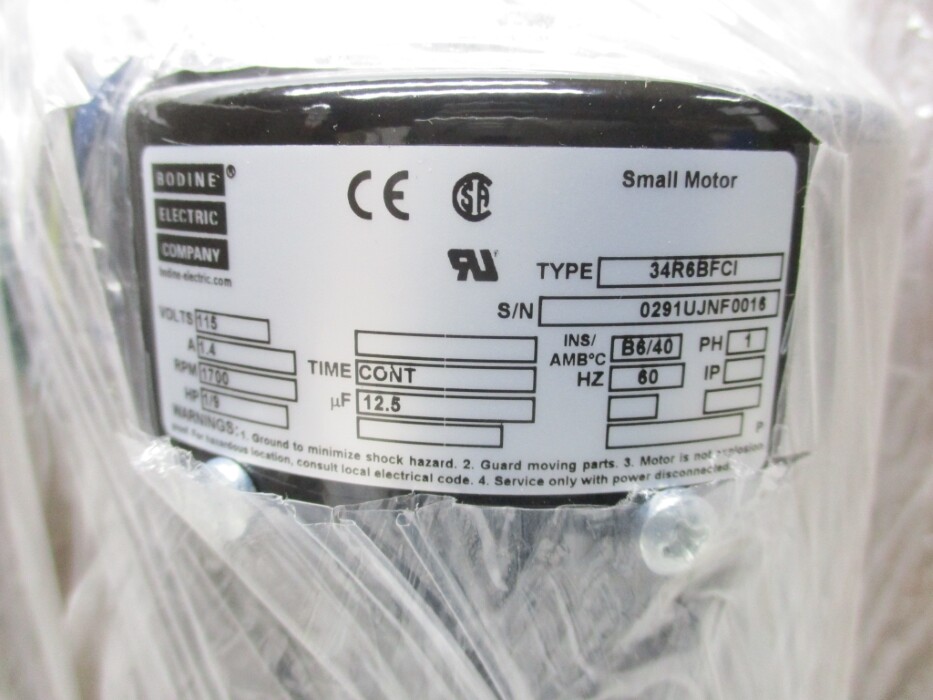 BODINE®
ELECTRIC
COMPANY
bodine-electric.com
CE
SA
RU
Small Motor
TYPE 34R6BFCI
S/N 0291UJNF0016
VOLTS 115
A 1.4
RPM 1700
HP 1/9
TIME CONT
µF 12.5
INS/
AMB°C B6/40
PH 1
HZ 60
IP
P
WARNINGS: 1. Ground to minimize shock hazard. 2. Guard moving parts. 3. Motor is not explosion
proof. For hazardous location, consult local electrical code. 4. Service only with power disconnected.